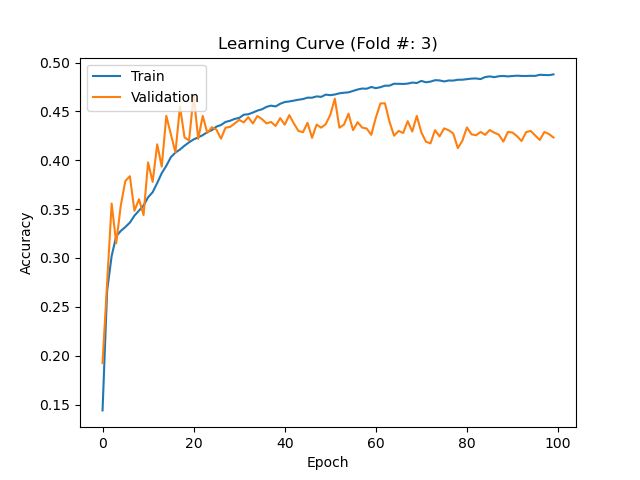 Learning Curve (Fold #: 3)
Train
Validation
Accuracy
0.50
0.45
0.40
0.35
0.30
0.25
0.20
0.15
0 20 40 60 80 100
Epoch